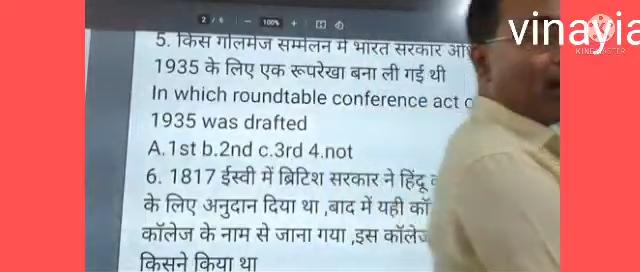 2 / 6 — 100% +
vinayia
KINEMASTER
5. किस गोलमेज सम्मेलन में भारत सरकार
1935 के लिए एक रूपरेखा बना ली गई थी
In which roundtable conference act
1935 was drafted
A.1st b.2nd c.3rd 4.not
6. 1817 ईस्वी में ब्रिटिश सरकार ने हिंदू
के लिए अनुदान दिया था ,बाद में यही
कॉलेज के नाम से जाना गया ,इस
किसने किया था